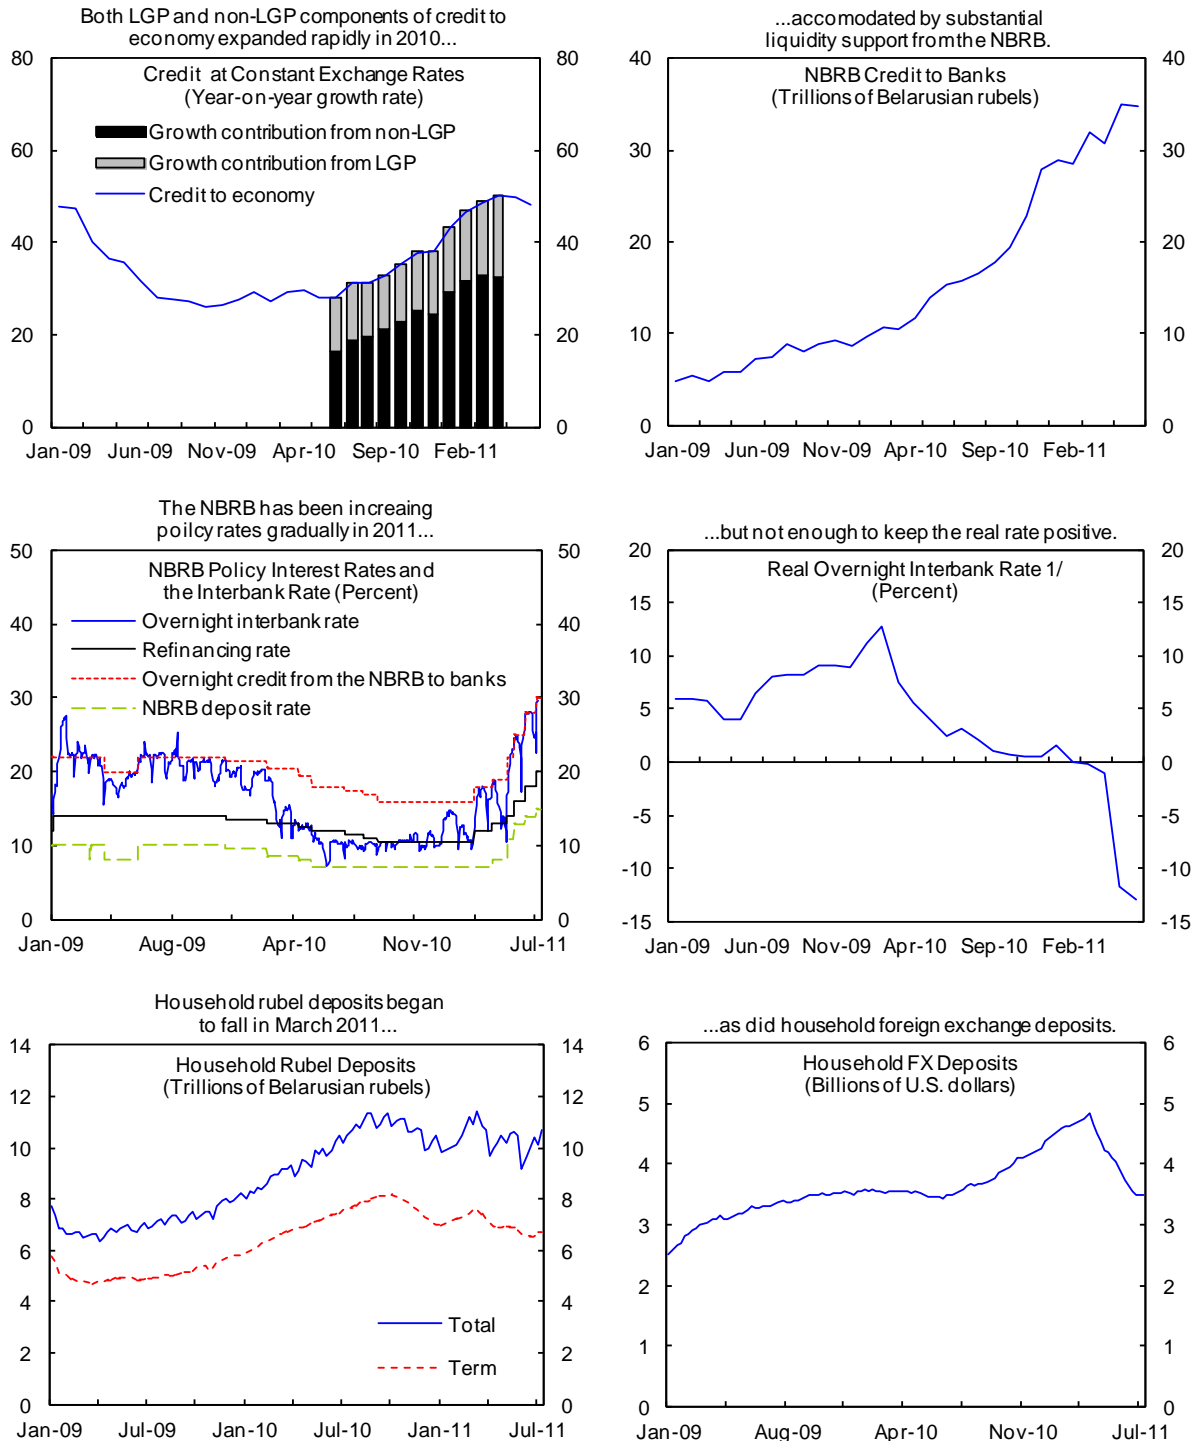 Both LGP and non-LGP components of credit to
economy expanded rapidly in 2010...
Credit at Constant Exchange Rates
(Year-on-year growth rate)
Growth contribution from non-LGP
Growth contribution from LGP
Credit to economy
80
60
40
20
0
80
60
40
20
0
Jan-09 Jun-09 Nov-09 Apr-10 Sep-10 Feb-11
...accomodated by substantial
liquidity support from the NBRB.
NBRB Credit to Banks
(Trillions of Belarusian rubels)
40
30
20
10
0
40
30
20
10
0
Jan-09 Jun-09 Nov-09 Apr-10 Sep-10 Feb-11
The NBRB has been increaing
poilcy rates gradually in 2011...
NBRB Policy Interest Rates and
the Interbank Rate (Percent)
Overnight interbank rate
Refinancing rate
Overnight credit from the NBRB to banks
NBRB deposit rate
50
40
30
20
10
0
50
40
30
20
10
0
Jan-09 Aug-09 Apr-10 Nov-10 Jul-11
...but not enough to keep the real rate positive.
Real Overnight Interbank Rate 1/
(Percent)
20
15
10
5
0
-5
-10
-15
20
15
10
5
0
-5
-10
-15
Jan-09 Jun-09 Nov-09 Apr-10 Sep-10 Feb-11
Household rubel deposits began
to fall in March 2011...
Household Rubel Deposits
(Trillions of Belarusian rubels)
Total
Term
14
12
10
8
6
4
2
0
14
12
10
8
6
4
2
0
Jan-09 Jul-09 Jan-10 Jul-10 Jan-11 Jul-11
...as did household foreign exchange deposits.
Household FX Deposits
(Billions of U.S. dollars)
6
5
4
3
2
1
0
6
5
4
3
2
1
0
Jan-09 Aug-09 Apr-10 Nov-10 Jul-11